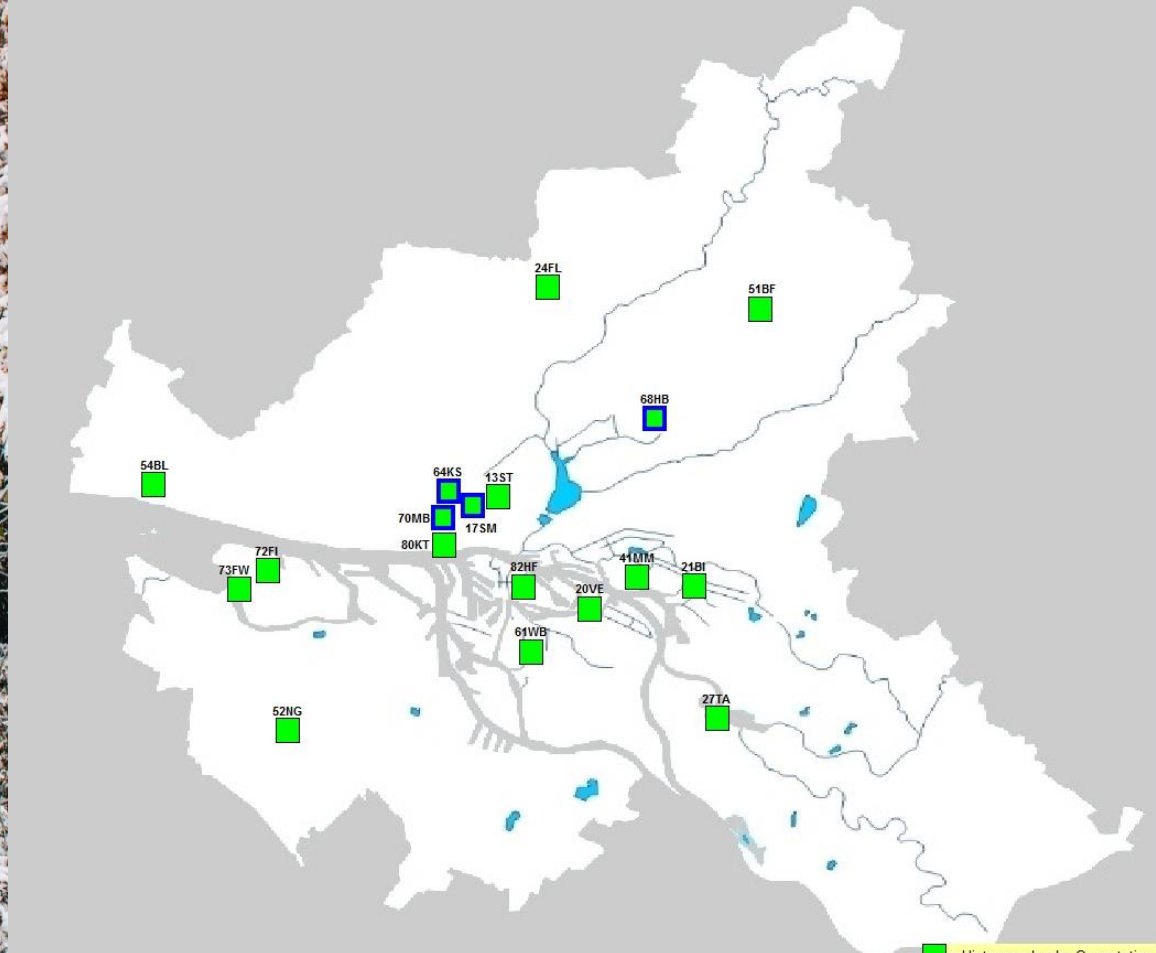 24FL
51BF
68HB
54BL
64KS
13ST
70MB
17SM
80KT
72FI
73FW
82HF
41MM
21BI
20VE
61WB
27TA
52NG